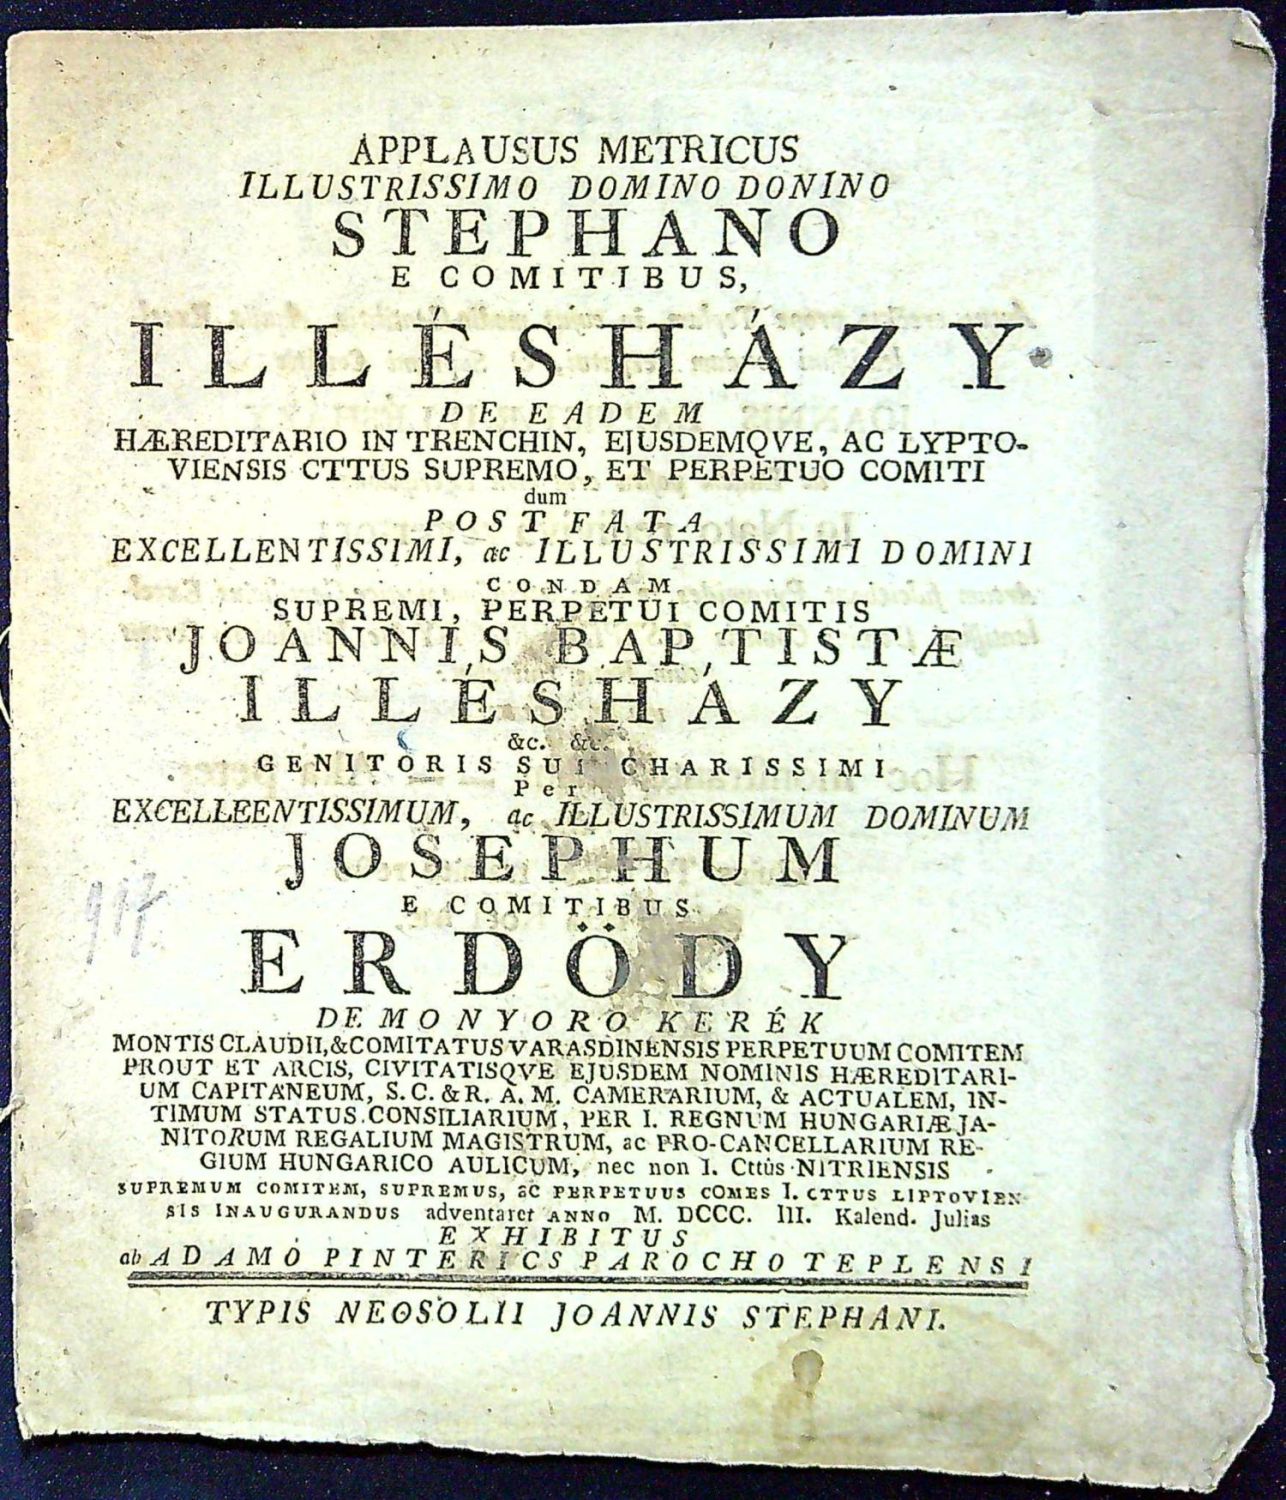 APPLAUSUS METRICUS
ILLUSTRISSIMO DOMINO DONINO
STEPHANO
E COMITIBUS,
ILLÉSHÁZY
DE EADEM
HÆREDITARIO IN TRENCHIN, EJUSDEMQVE, AC LYPTO-
VIENSIS CTTUS SUPREMO, ET PERPETUO COMITI
dum
POST FATA
EXCELLENTISSIMI, ac ILLUSTRISSIMI DOMINI
CONDAM
SUPREMI, PERPETUI COMITIS
JOANNIS BAPTISTÆ
ILLÉSHÁZY
&c. &c.
GENITORIS SUI CHARISSIMI
Per
EXCELLEENTISSIMUM, ac ILLUSTRISSIMUM DOMINUM
JOSEPHUM
E COMITIBUS
ERDÖDY
DE MONYORO KERÉK
MONTIS CLAUDII, &COMITATUS VARASDINENSIS PERPETUUM COMITEM
PROUT ET ARCIS, CIVITATISQVE EJUSDEM NOMINIS HÆREDITARI-
UM CAPITANEUM, S. C. & R. A. M. CAMERARIUM, & ACTUALEM, IN-
TIMUM STATUS CONSILIARIUM, PER I. REGNUM HUNGARIÆ JA-
NITORUM REGALIUM MAGISTRUM, ac PRO-CANCELLARIUM RE-
GIUM HUNGARICO AULICUM, nec non I. Cttûs NITRIENSIS
SUPREMUM COMITEM, SUPREMUS, ac PERPETUUS COMES I. CTTUS LIPTOVIEN
SIS INAUGURANDUS adventaret ANNO M. DCCC. III. Kalend. Julias
EXHIBITUS
ab ADAMO PINTERICS PAROCHO TEPLENSI
TYPIS NEOSOLII JOANNIS STEPHANI.
917